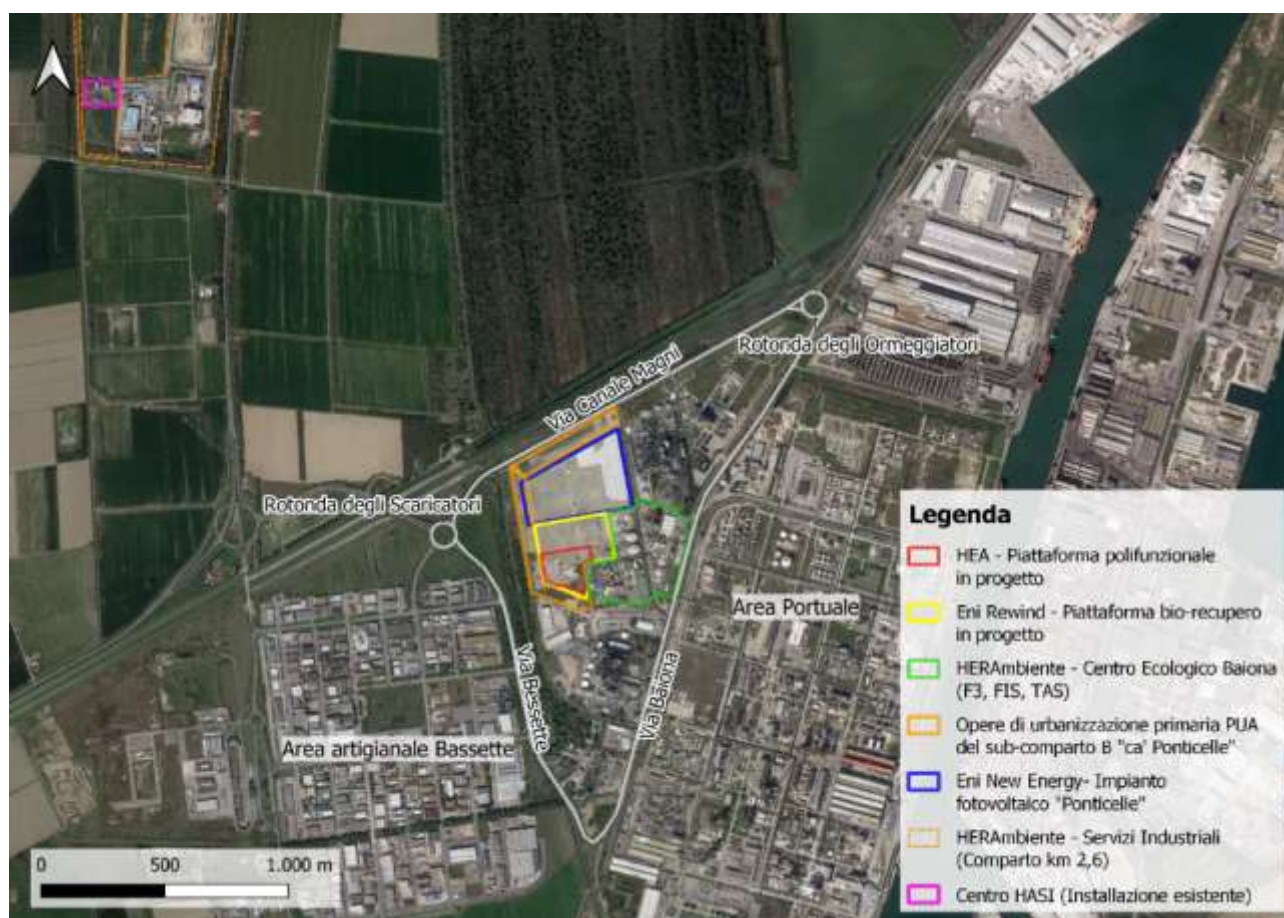 Via Canale Magni
Rotonda degli Ormeggiatori
Rotonda degli Scaricatori
Via Bessette
Via Baiona
Area Portuale
Area artigianale Bassette
Legenda
HEA - Piattaforma polifunzionale
in progetto
Eni Rewind - Piattaforma bio-recupero
in progetto
HERAmbiente - Centro Ecologico Baiona
(F3, FIS, TAS)
Opere di urbanizzazione primaria PUA
del sub-comparto B "ca' Ponticelle"
Eni New Energy- Impianto
fotovoltaico "Ponticelle"
HERAmbiente - Servizi Industriali
(Comparto km 2,6)
Centro HASI (Installazione esistente)
0 500 1.000 m